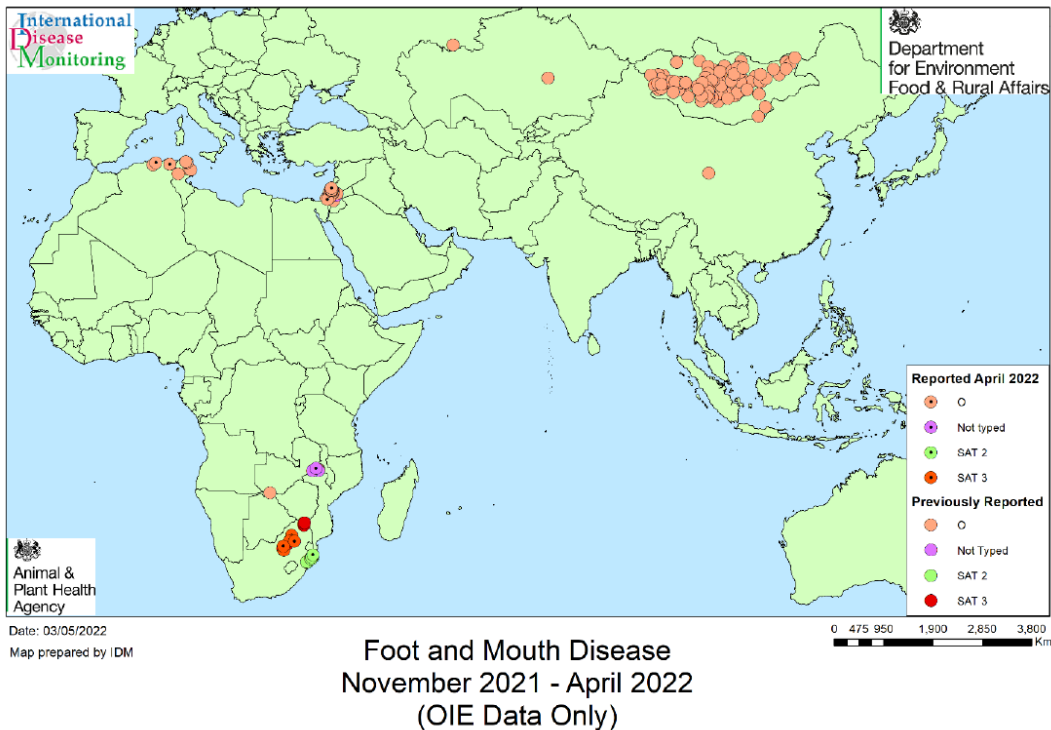 International
Disease
Monitoring
Department
for Environment
Food & Rural Affairs
Reported April 2022
O
Not typed
SAT 2
SAT 3
Previously Reported
O
Not Typed
SAT 2
SAT 3
Animal &
Plant Health
Agency
Date: 03/05/2022
Map prepared by IDM
0 475 950 1,900 2,850 3,800
Km
Foot and Mouth Disease
November 2021 - April 2022
(OIE Data Only)